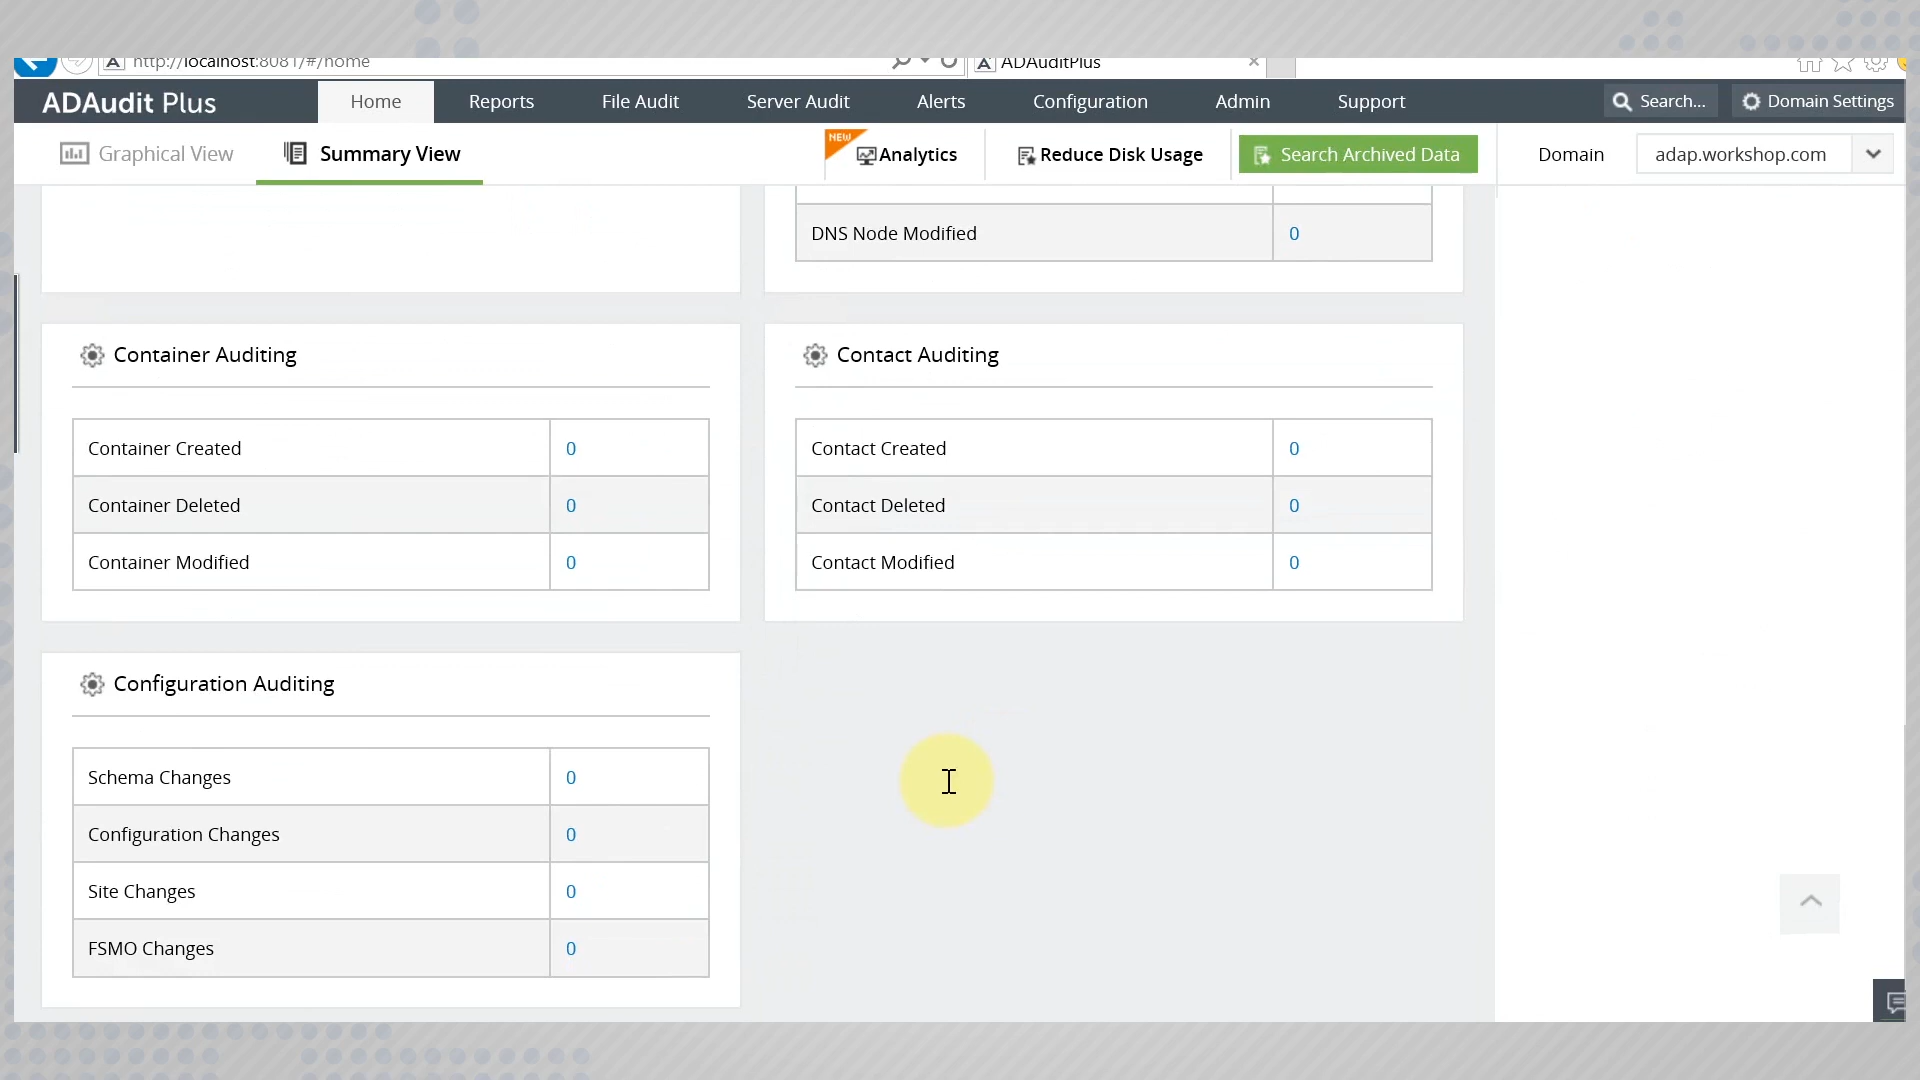 http://localhost:8081/#/home
ADAuditPlus
ADAudit Plus
Home
Reports
File Audit
Server Audit
Alerts
Configuration
Admin
Support
Search...
Domain Settings
Graphical View
Summary View
NEW
Analytics
Reduce Disk Usage
Search Archived Data
Domain
adap.workshop.com
DNS Node Modified 0
Container Auditing
Container Created 0
Container Deleted 0
Container Modified 0
Contact Auditing
Contact Created 0
Contact Deleted 0
Contact Modified 0
Configuration Auditing
Schema Changes 0
Configuration Changes 0
Site Changes 0
FSMO Changes 0